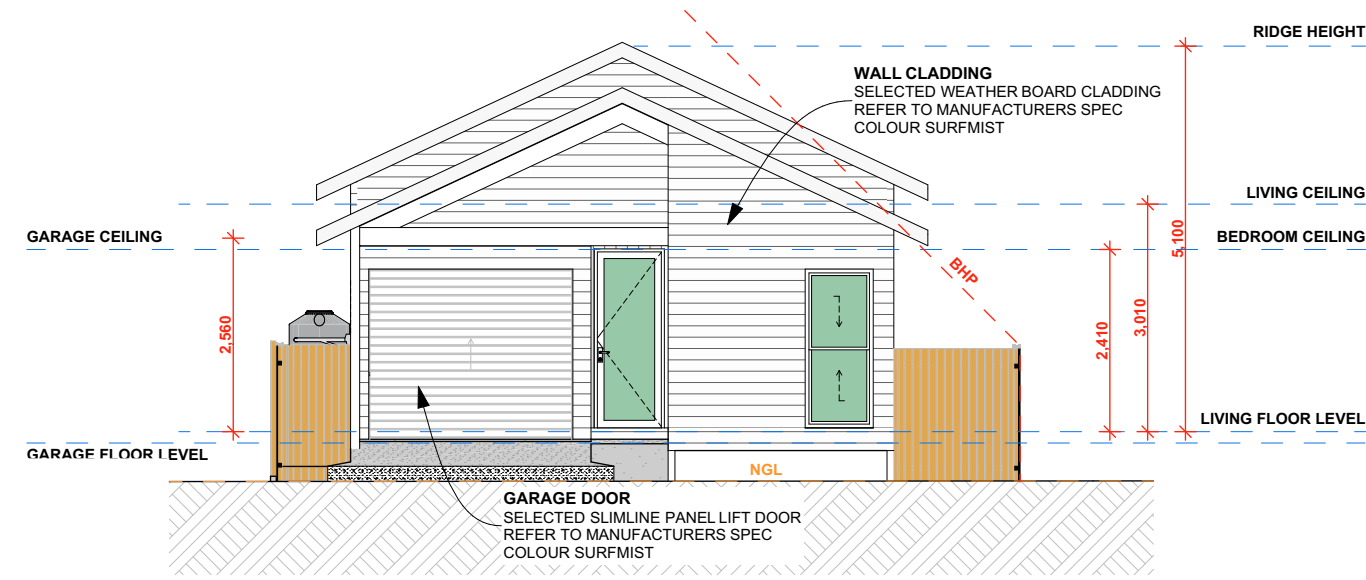 RIDGE HEIGHT
WALL CLADDING
SELECTED WEATHER BOARD CLADDING
REFER TO MANUFACTURERS SPEC
COLOUR SURFMIST
LIVING CEILING
GARAGE CEILING
BEDROOM CEILING
5,100
BHP
2,560
3,010
2,410
LIVING FLOOR LEVEL
GARAGE FLOOR LEVEL
NGL
GARAGE DOOR
SELECTED SLIMLINE PANEL LIFT DOOR
REFER TO MANUFACTURERS SPEC
COLOUR SURFMIST